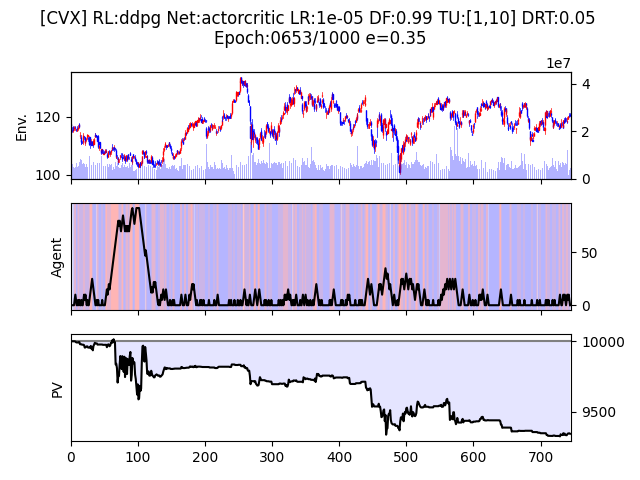 [CVX] RL:ddpg Net:actorcritic LR:1e-05 DF:0.99 TU:[1,10] DRT:0.05
Epoch:0653/1000 e=0.35
1e7
Env.
120
100
4
2
0
Agent
50
0
PV
10000
9500
0 100 200 300 400 500 600 700